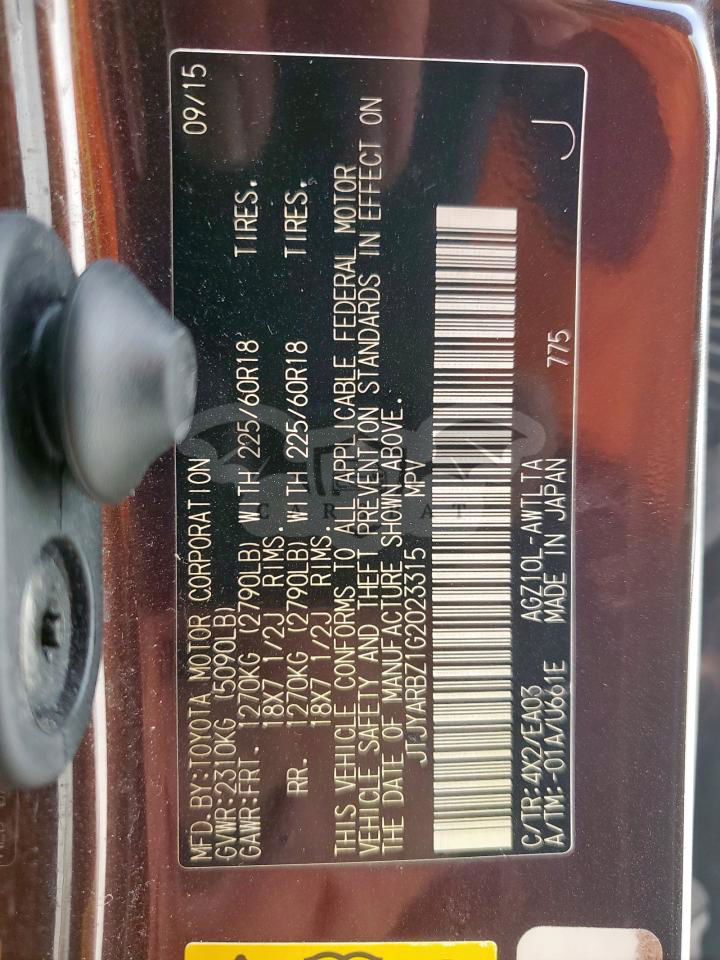 MFD.BY:TOYOTA MOTOR CORPORATION 09/15
GVWR:2310KG (5090LB)
GAWR:FRT. 1270KG (2790LB) WITH 225/60R18 TIRES.
18X7 1/2J RIMS.
RR. 1270KG (2790LB) WITH 225/60R18 TIRES.
18X7 1/2J RIMS.
THIS VEHICLE CONFORMS TO ALL APPLICABLE FEDERAL MOTOR
VEHICLE SAFETY AND THEFT PREVENTION STANDARDS IN EFFECT ON
THE DATE OF MANUFACTURE SHOWN ABOVE.
JTJYARBZ1G2023315 MPV
C/TR:4X2/EA03 AGZ10L-AWTLTA
A/TM:-01A/U661E MADE IN JAPAN 775 J
CAR CAT